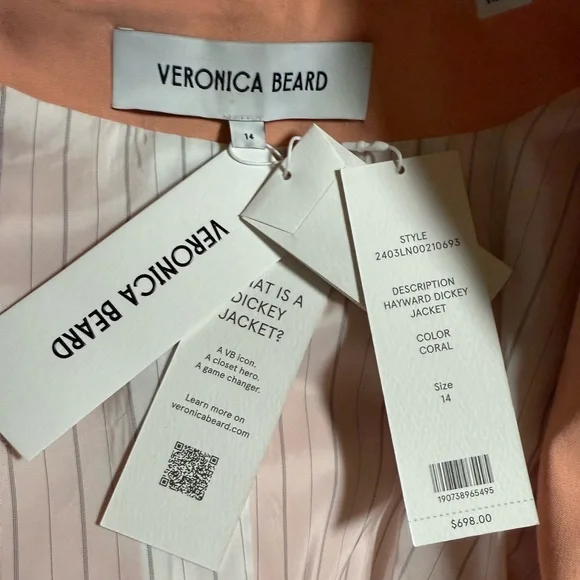 VERONICA BEARD
14
VERONICA BEARD
IS A
DICKEY
JACKET?
A VB icon.
A closet hero.
A game changer.
Learn more on
veronicabeard.com
STYLE
2403LN00210693
DESCRIPTION
HAYWARD DICKEY
JACKET
COLOR
CORAL
Size
14
190738965495
$698.00